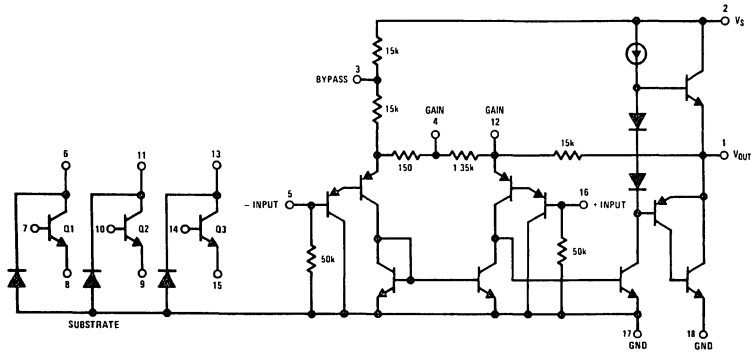 2
VS
15k
3
BYPASS
15k
GAIN
4
GAIN
12
6
11
13
150
1 35k
15k
1
VOUT
5
– INPUT
16
+ INPUT
7
Q1
10
Q2
14
Q3
50k
50k
8
9
15
SUBSTRATE
17
GND
18
GND